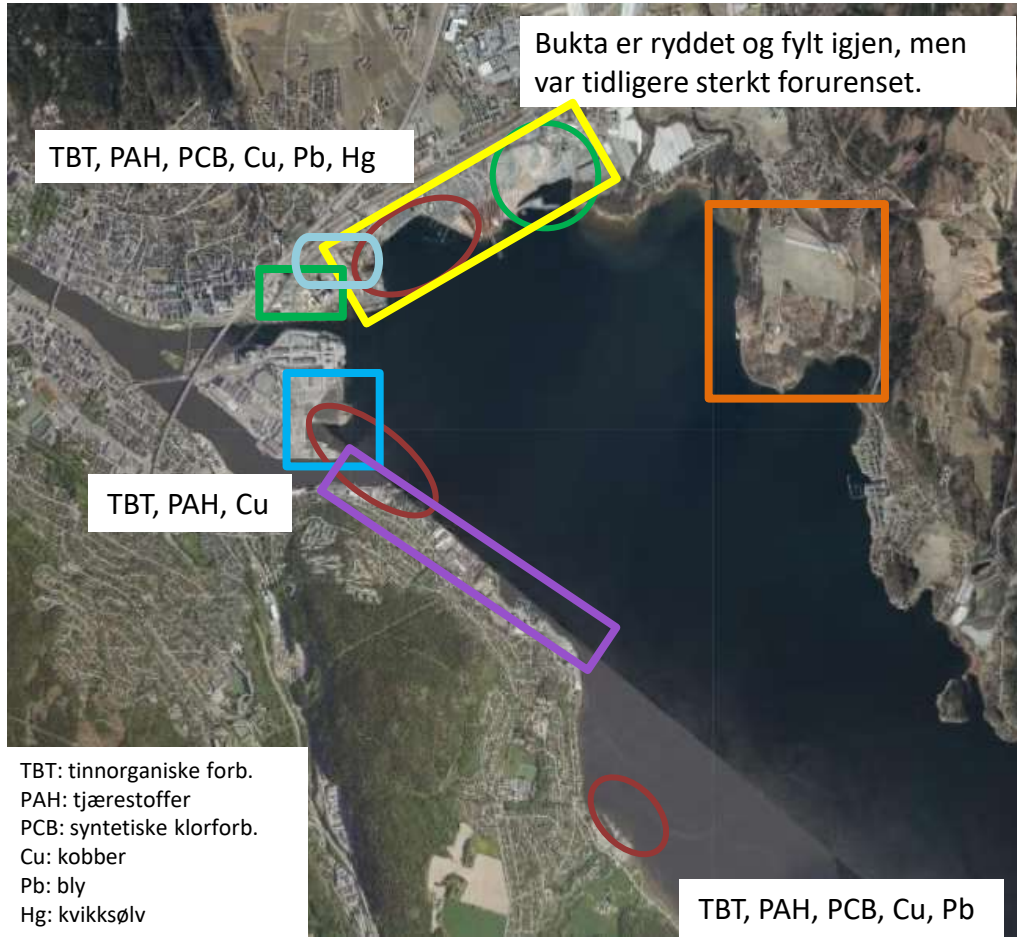 Bukta er ryddet og fylt igjen, men
var tidligere sterkt forurenset.
TBT, PAH, PCB, Cu, Pb, Hg
TBT, PAH, Cu
TBT: tinnorganiske forb.
PAH: tjærestoffer
PCB: syntetiske klorforb.
Cu: kobber
Pb: bly
Hg: kvikksølv
TBT, PAH, PCB, Cu, Pb